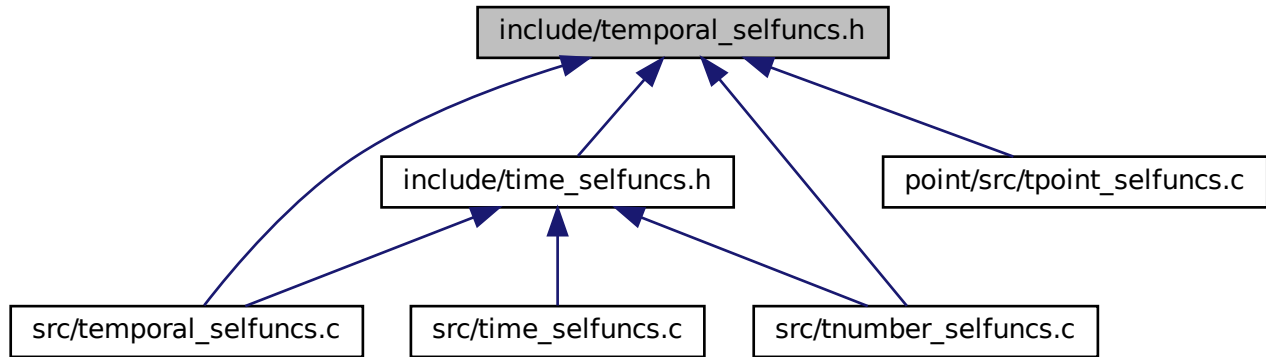 include/temporal_selfuncs.h
include/time_selfuncs.h
point/src/tpoint_selfuncs.c
src/temporal_selfuncs.c
src/time_selfuncs.c
src/tnumber_selfuncs.c